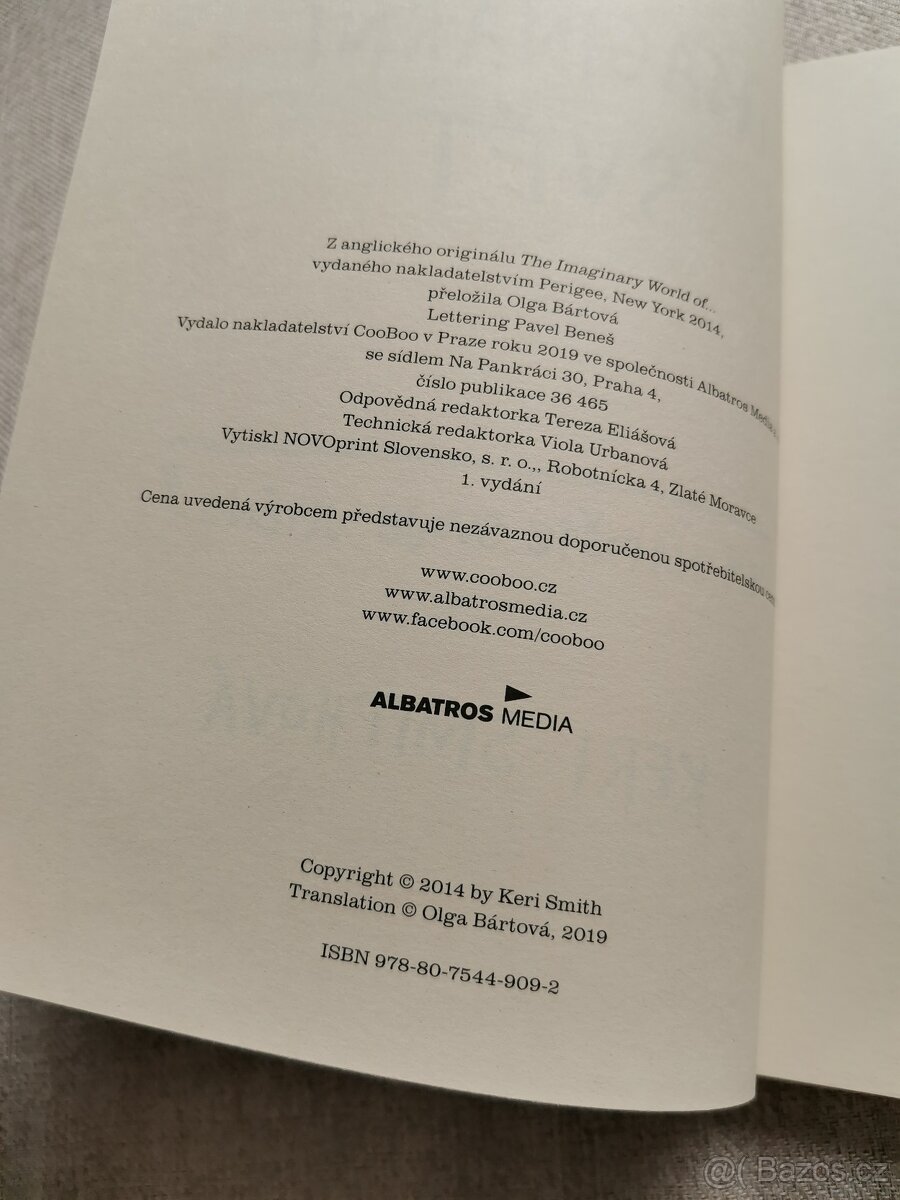 Z anglického originálu The Imaginary World of...
vydaného nakladatelstvím Perigee, New York 2014,
přeložila Olga Bártová
Lettering Pavel Beneš
Vydalo nakladatelství CooBoo v Praze roku 2019 ve společnosti Albatros Media
se sídlem Na Pankráci 30, Praha 4,
číslo publikace 36 465
Odpovědná redaktorka Tereza Eliášová
Technická redaktorka Viola Urbanová
Vytiskl NOVOprint Slovensko, s. r. o.,, Robotnícka 4, Zlaté Moravce
1. vydání
Cena uvedená výrobcem představuje nezávaznou doporučenou spotřebitelskou
www.cooboo.cz
www.albatrosmedia.cz
www.facebook.com/cooboo
ALBATROS MEDIA
Copyright © 2014 by Keri Smith
Translation © Olga Bártová, 2019
ISBN 978-80-7544-909-2
@( Bazos.cz